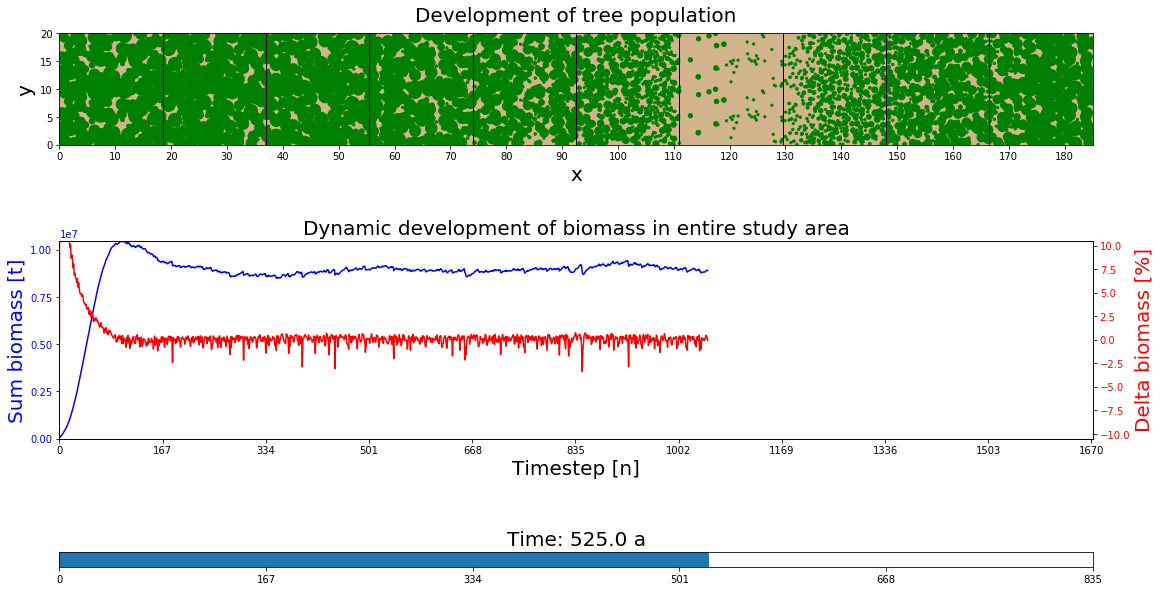 Development of tree population
20
15
10
5
0
y
0 10 20 30 40 50 60 70 80 90 100 110 120 130 140 150 160 170 180
x
Dynamic development of biomass in entire study area
1e7
1.00
0.75
0.50
0.25
0.00
Sum biomass [t]
10.0
7.5
5.0
2.5
0.0
−2.5
−5.0
−7.5
−10.0
Delta biomass [%]
0 167 334 501 668 835 1002 1169 1336 1503 1670
Timestep [n]
Time: 525.0 a
0 167 334 501 668 835